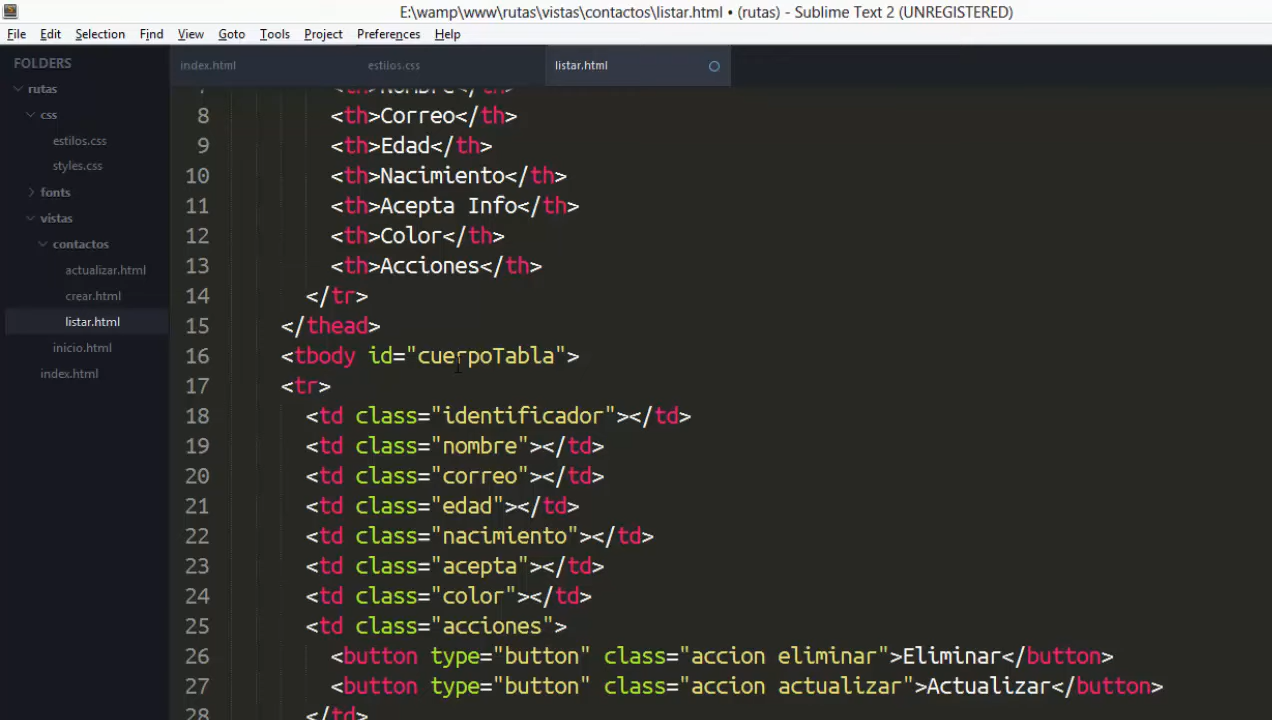 E:\wamp\www\rutas\vistas\contactos\listar.html • (rutas) - Sublime Text 2 (UNREGISTERED)
File Edit Selection Find View Goto Tools Project Preferences Help
FOLDERS
rutas
css
estilos.css
styles.css
fonts
vistas
contactos
actualizar.html
crear.html
listar.html
inicio.html
index.html
index.html estilos.css listar.html
7 <th>Nombre</th>
8 <th>Correo</th>
9 <th>Edad</th>
10 <th>Nacimiento</th>
11 <th>Acepta Info</th>
12 <th>Color</th>
13 <th>Acciones</th>
14 </tr>
15 </thead>
16 <tbody id="cuerpoTabla">
17 <tr>
18 <td class="identificador"></td>
19 <td class="nombre"></td>
20 <td class="correo"></td>
21 <td class="edad"></td>
22 <td class="nacimiento"></td>
23 <td class="acepta"></td>
24 <td class="color"></td>
25 <td class="acciones">
26 <button type="button" class="accion eliminar">Eliminar</button>
27 <button type="button" class="accion actualizar">Actualizar</button>
28 </td>